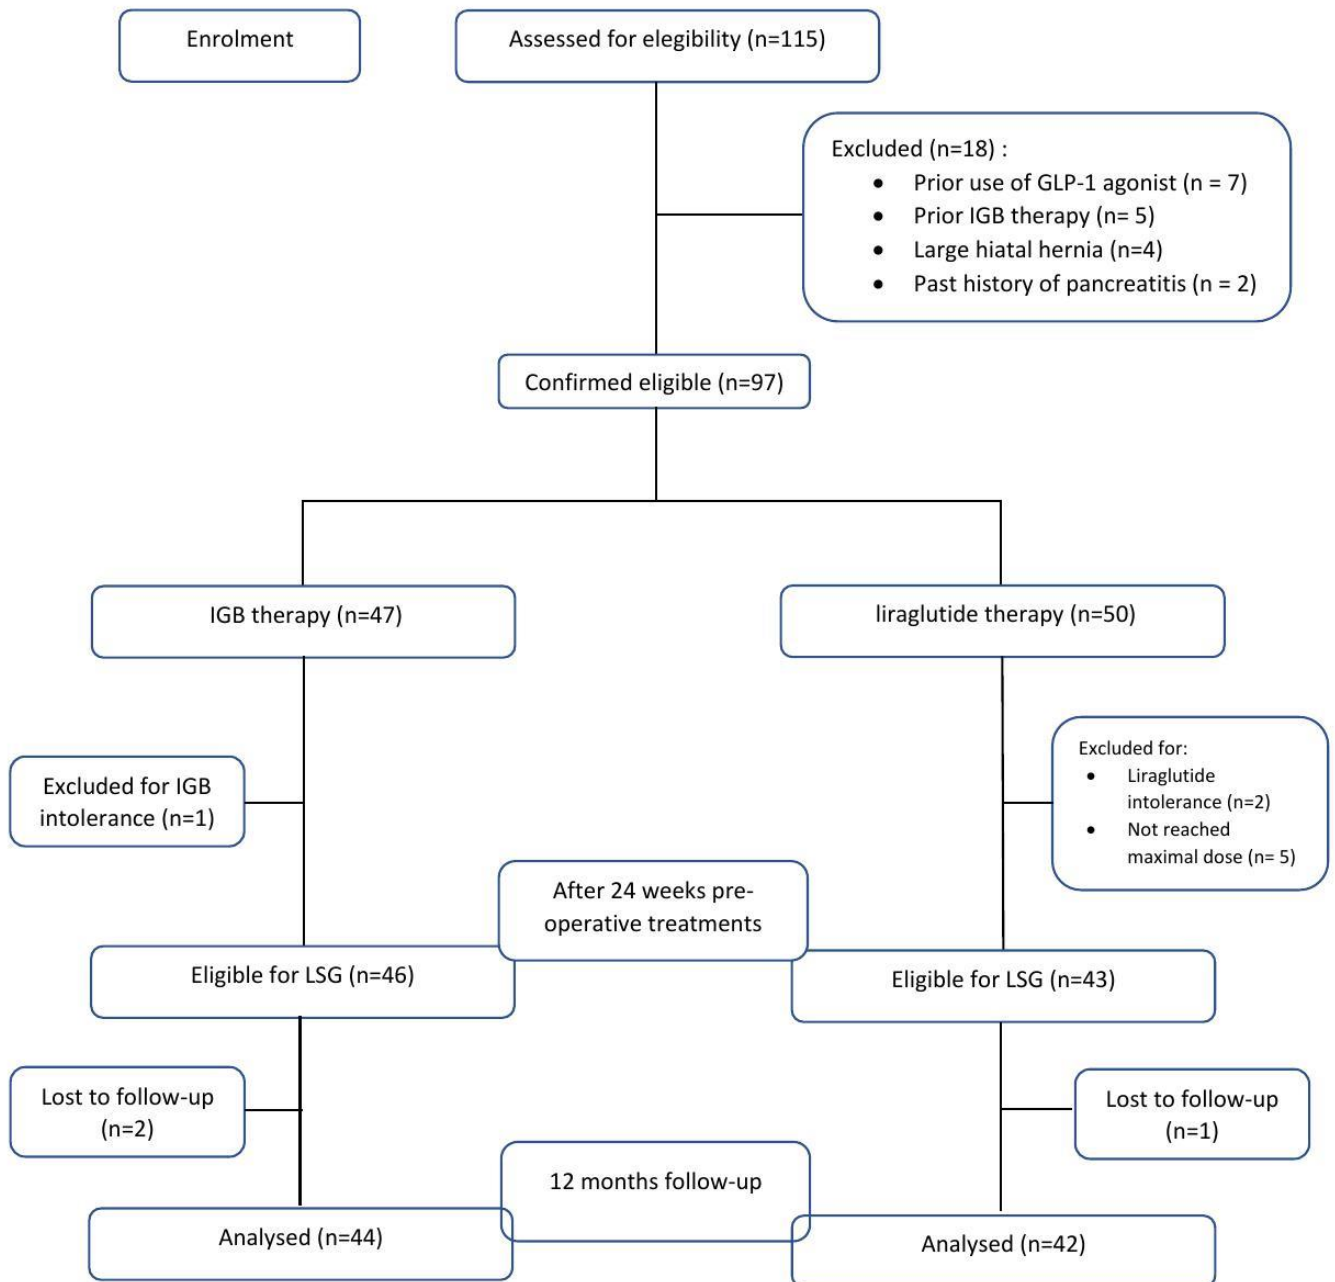 Enrolment
Assessed for elegibility (n=115)
Excluded (n=18) :
• Prior use of GLP-1 agonist (n = 7)
• Prior IGB therapy (n= 5)
• Large hiatal hernia (n=4)
• Past history of pancreatitis (n = 2)
Confirmed eligible (n=97)
IGB therapy (n=47)
liraglutide therapy (n=50)
Excluded for IGB
intolerance (n=1)
Excluded for:
• Liraglutide
intolerance (n=2)
• Not reached
maximal dose (n= 5)
After 24 weeks pre-
operative treatments
Eligible for LSG (n=46)
Eligible for LSG (n=43)
Lost to follow-up
(n=2)
Lost to follow-up
(n=1)
12 months follow-up
Analysed (n=44)
Analysed (n=42)